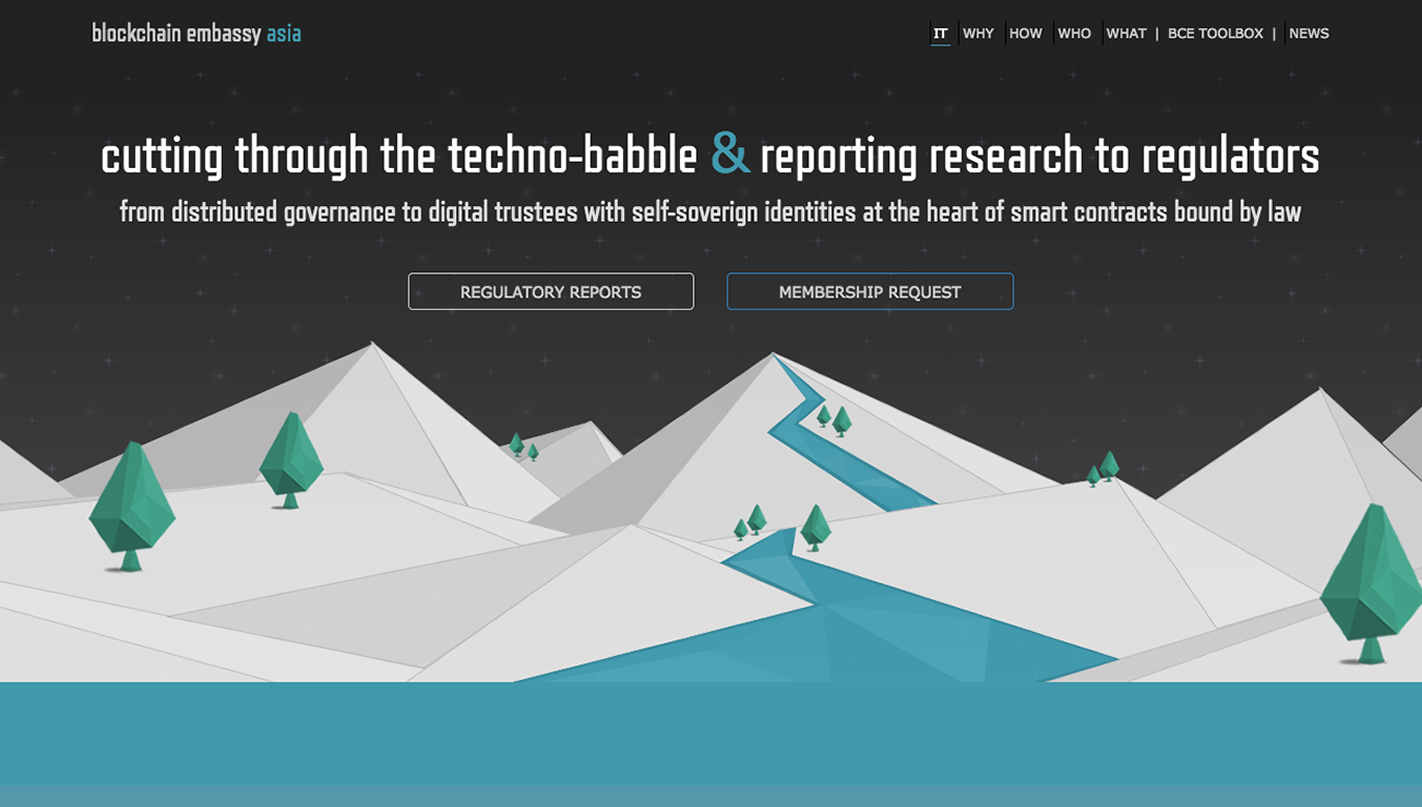 blockchain embassy asia
IT WHY HOW WHO WHAT | BCE TOOLBOX | NEWS
cutting through the techno-babble & reporting research to regulators
from distributed governance to digital trustees with self-soverign identities at the heart of smart contracts bound by law
REGULATORY REPORTS MEMBERSHIP REQUEST